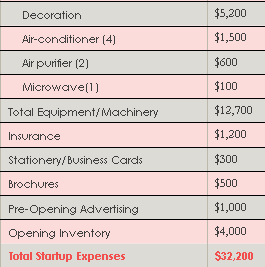 Decoration $5,200
Air-conditioner (4) $1,500
Air purifier (2) $600
Microwave(1) $100
Total Equipment/Machinery $12,700
Insurance $1,200
Stationery/Business Cards $300
Brochures $500
Pre-Opening Advertising $1,000
Opening Inventory $4,000
Total Startup Expenses $32,200